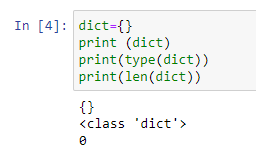 In [4]: dict={}
print (dict)
print(type(dict))
print(len(dict))
{}
<class 'dict'>
0